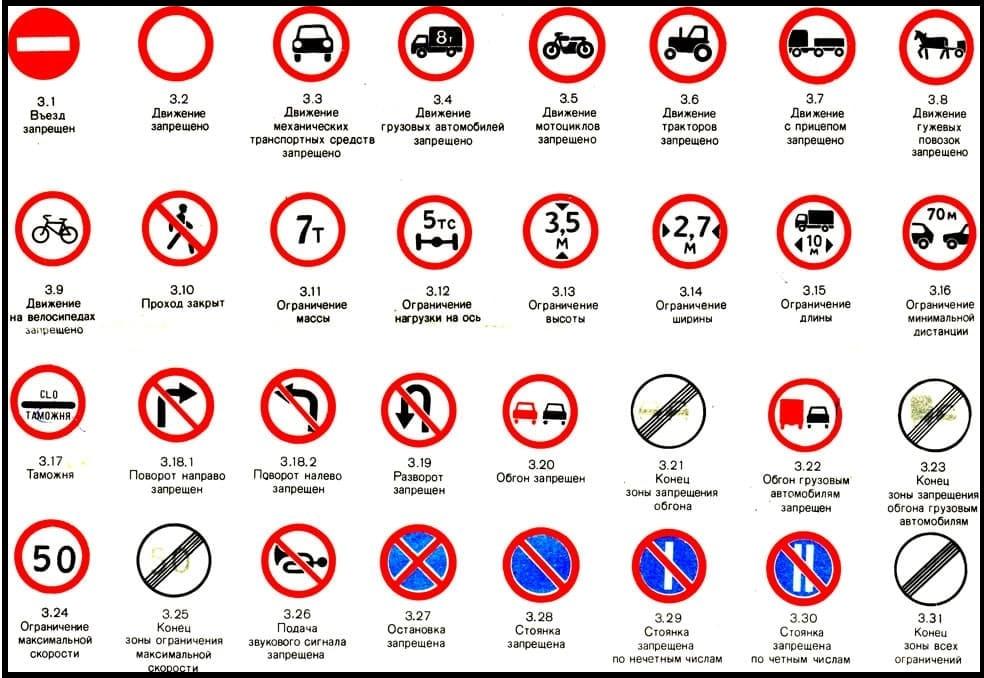 3.1
Въезд
запрещен
3.2
Движение
запрещено
3.3
Движение
механических
транспортных средств
запрещено
8т
3.4
Движение
грузовых автомобилей
запрещено
3.5
Движение
мотоциклов
запрещено
3.6
Движение
тракторов
запрещено
3.7
Движение
с прицепом
запрещено
3.8
Движение
гужевых
повозок
запрещено
3.9
Движение
на велосипедах
запрещено
3.10
Проход закрыт
7т
3.11
Ограничение
массы
5тс
3.12
Ограничение
нагрузки на ось
3,5
м
3.13
Ограничение
высоты
2,7
м
3.14
Ограничение
ширины
10
м
3.15
Ограничение
длины
70м
3.16
Ограничение
минимальной
дистанции
CLO
ТАМОЖНЯ
3.17
Таможня
3.18.1
Поворот направо
запрещен
3.18.2
Поворот налево
запрещен
3.19
Разворот
запрещен
3.20
Обгон запрещен
3.21
Конец
зоны запрещения
обгона
3.22
Обгон грузовым
автомобилям
запрещен
3.23
Конец
зоны запрещения
обгона грузовым
автомобилям
50
3.24
Ограничение
максимальной
скорости
50
3.25
Конец
зоны ограничения
максимальной
скорости
3.26
Подача
звукового сигнала
запрещена
3.27
Остановка
запрещена
3.28
Стоянка
запрещена
3.29
Стоянка
запрещена
по нечетным числам
3.30
Стоянка
запрещена
по четным числам
3.31
Конец
зоны всех
ограничений